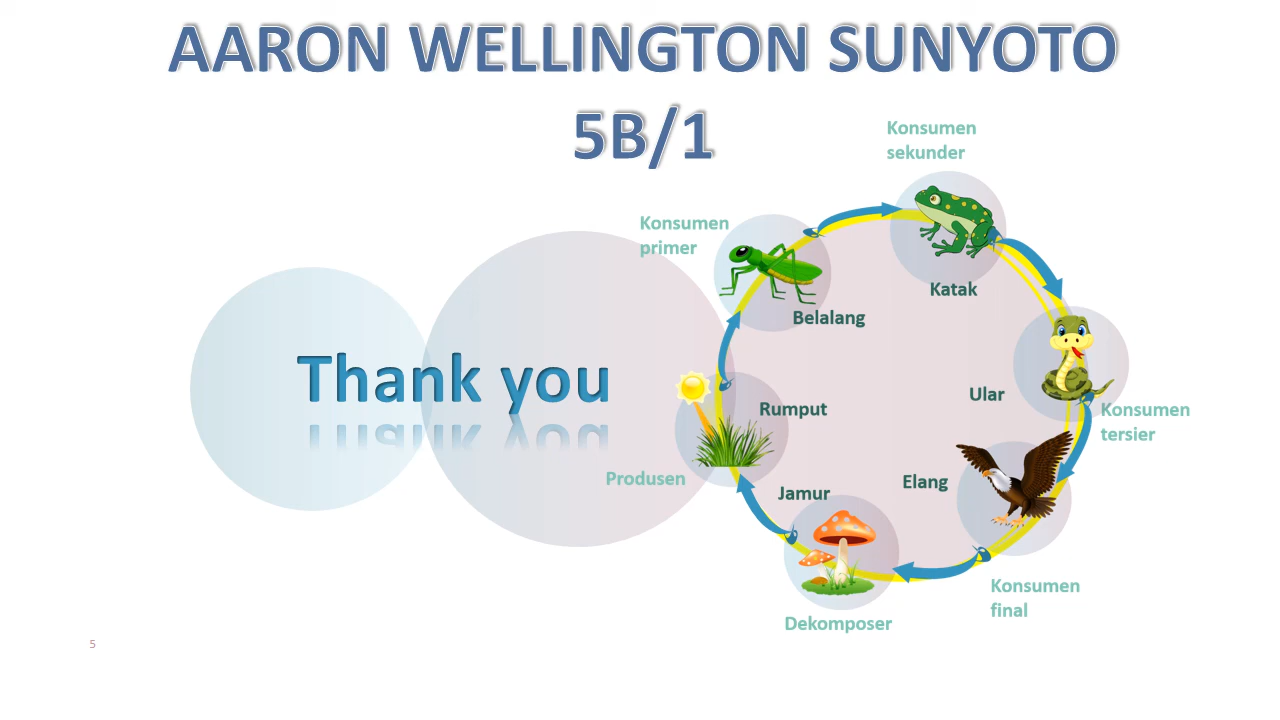 AARON WELLINGTON SUNYOTO
5B/1
Konsumen
sekunder
Konsumen
primer
Katak
Belalang
Thank you
Ular
Rumput
Konsumen
tersier
Produsen
Elang
Jamur
Konsumen
final
Dekomposer
5